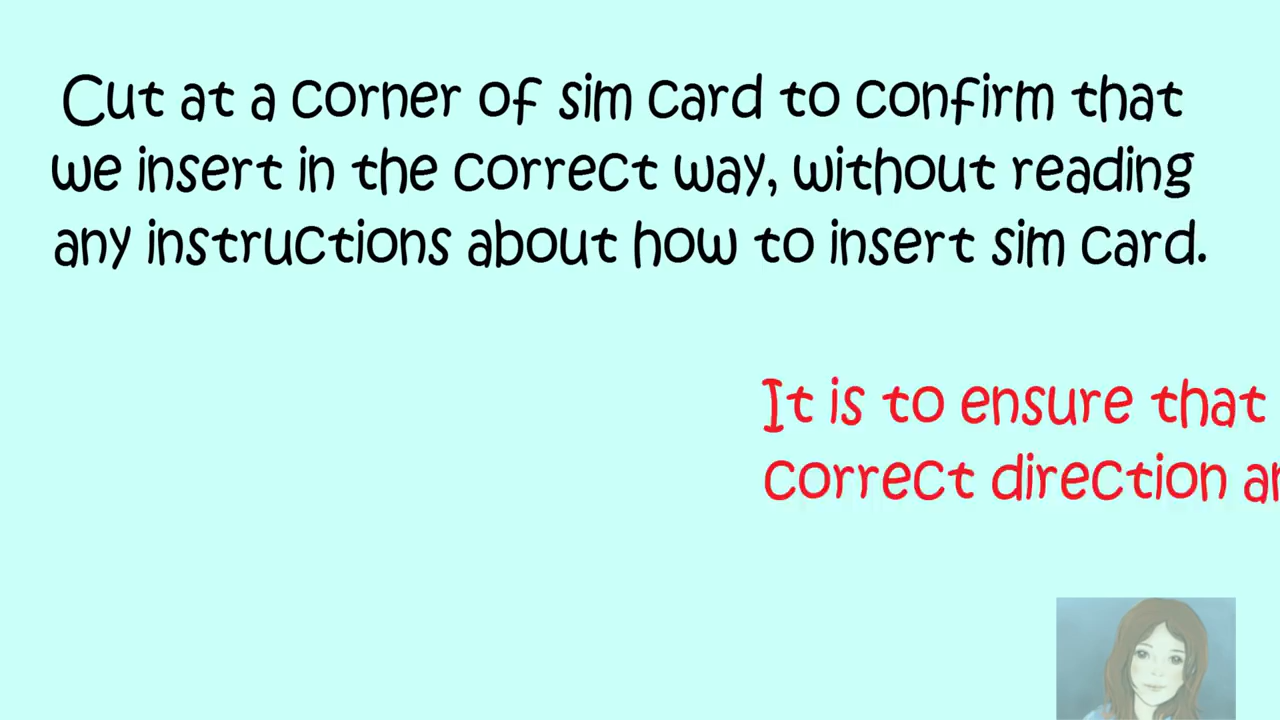 Cut at a corner of sim card to confirm that
we insert in the correct way, without reading
any instructions about how to insert sim card.
It is to ensure that
correct direction